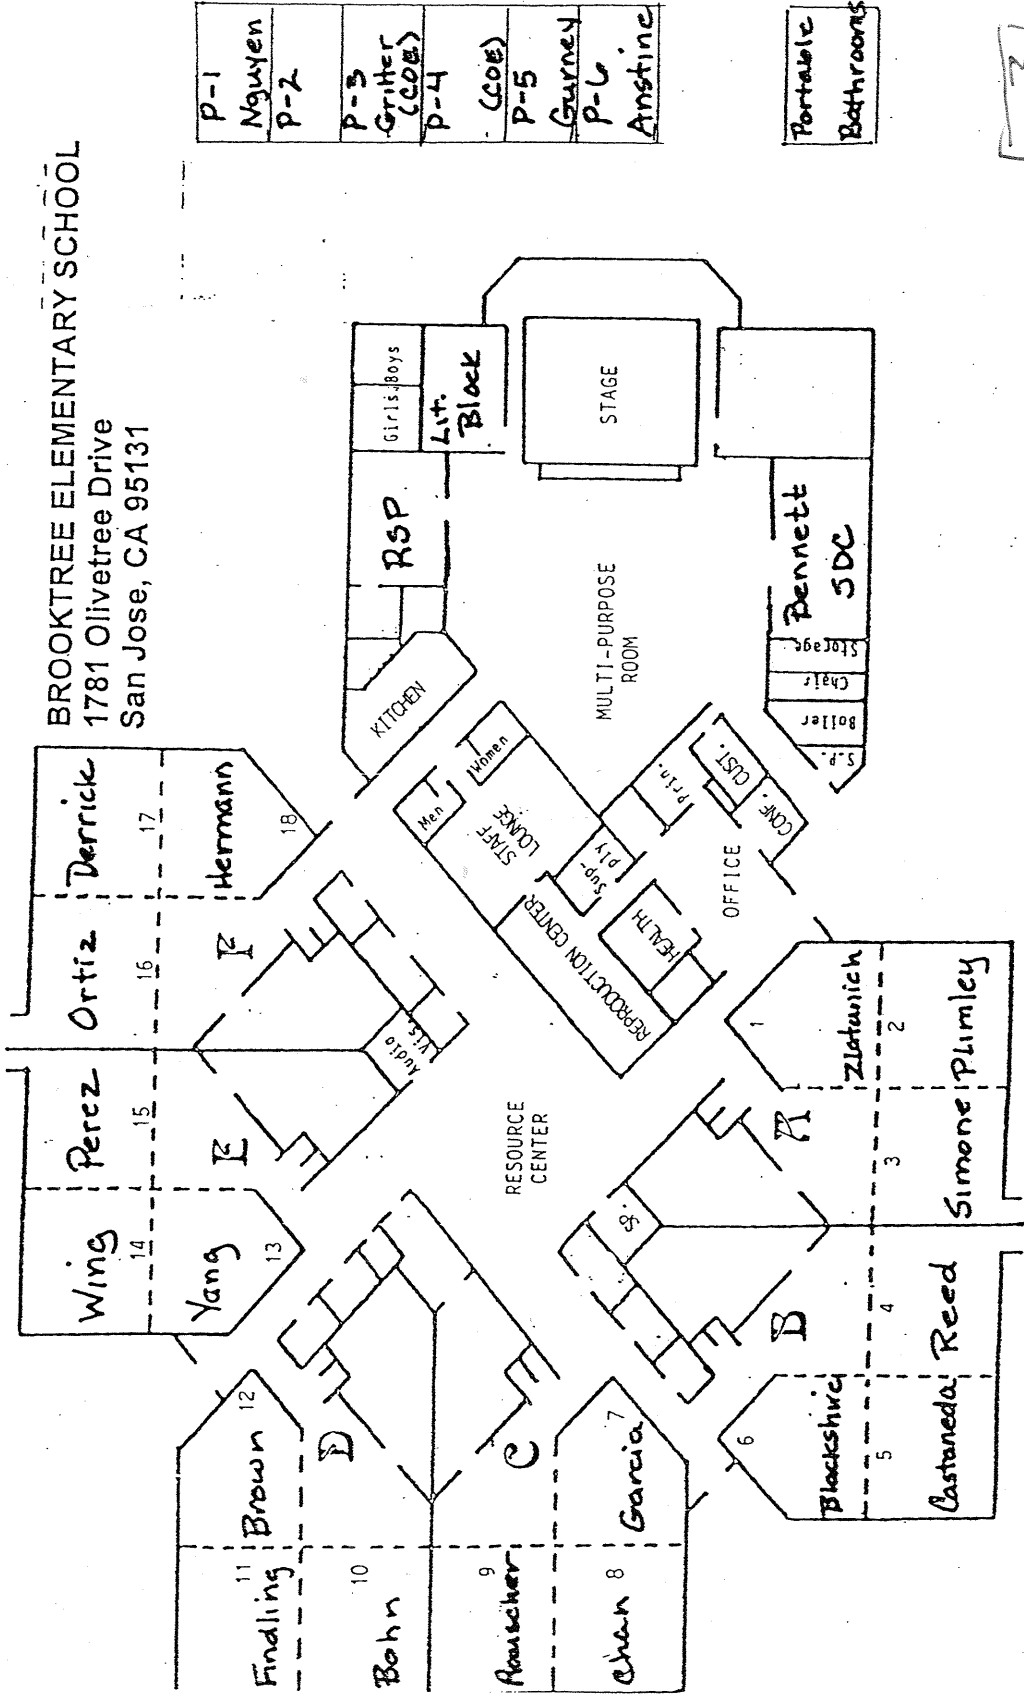 BROOKTREE ELEMENTARY SCHOOL
1781 Olivetree Drive
San Jose, CA 95131
P-1
Nguyen
P-2
P-3
Gritter
(COE)
P-4
(COE)
P-5
Gurney
P-6
Anstine
Portable
Bathrooms
Derrick
17
Hermann
18
Ortiz
16
F
Perez
15
E
Wing
14
Yang
13
Audio
Vis.
Brown
12
D
Findling
11
Bohn
10
Rauscher
9
C
Chan 8
Garcia 7
Blackshire
6
Castaneda
5
B
Reed
4
Simone
3
A
Plimley
2
Zlatunich
1
Sp.
RESOURCE
CENTER
REPRODUCTION CENTER
HEALTH
OFFICE
Sup-
ply
STAFF
LOUNGE
Men
Women
Prin.
CUST.
CONF.
KITCHEN
MULTI-PURPOSE
ROOM
STAGE
RSP
Girls
Boys
Lit.
Block
Bennett
SDC
Storage
Chair
Boiler
S.P.